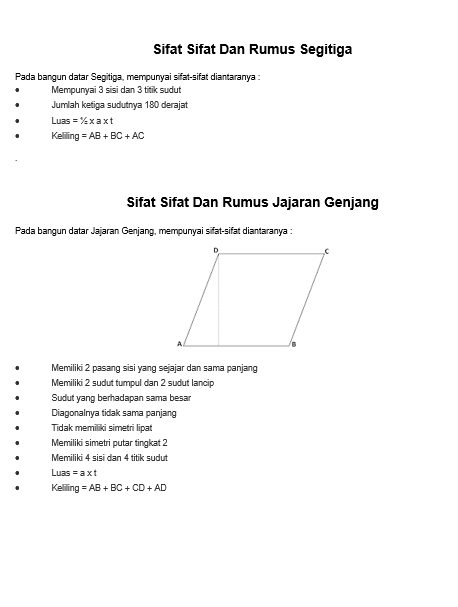 Sifat Sifat Dan Rumus Segitiga
Pada bangun datar Segitiga, mempunyai sifat-sifat diantaranya :
• Mempunyai 3 sisi dan 3 titik sudut
• Jumlah ketiga sudutnya 180 derajat
• Luas = ½ x a x t
• Keliling = AB + BC + AC
.
Sifat Sifat Dan Rumus Jajaran Genjang
Pada bangun datar Jajaran Genjang, mempunyai sifat-sifat diantaranya :
D C
A B
• Memiliki 2 pasang sisi yang sejajar dan sama panjang
• Memiliki 2 sudut tumpul dan 2 sudut lancip
• Sudut yang berhadapan sama besar
• Diagonalnya tidak sama panjang
• Tidak memiliki simetri lipat
• Memiliki simetri putar tingkat 2
• Memiliki 4 sisi dan 4 titik sudut
• Luas = a x t
• Keliling = AB + BC + CD + AD